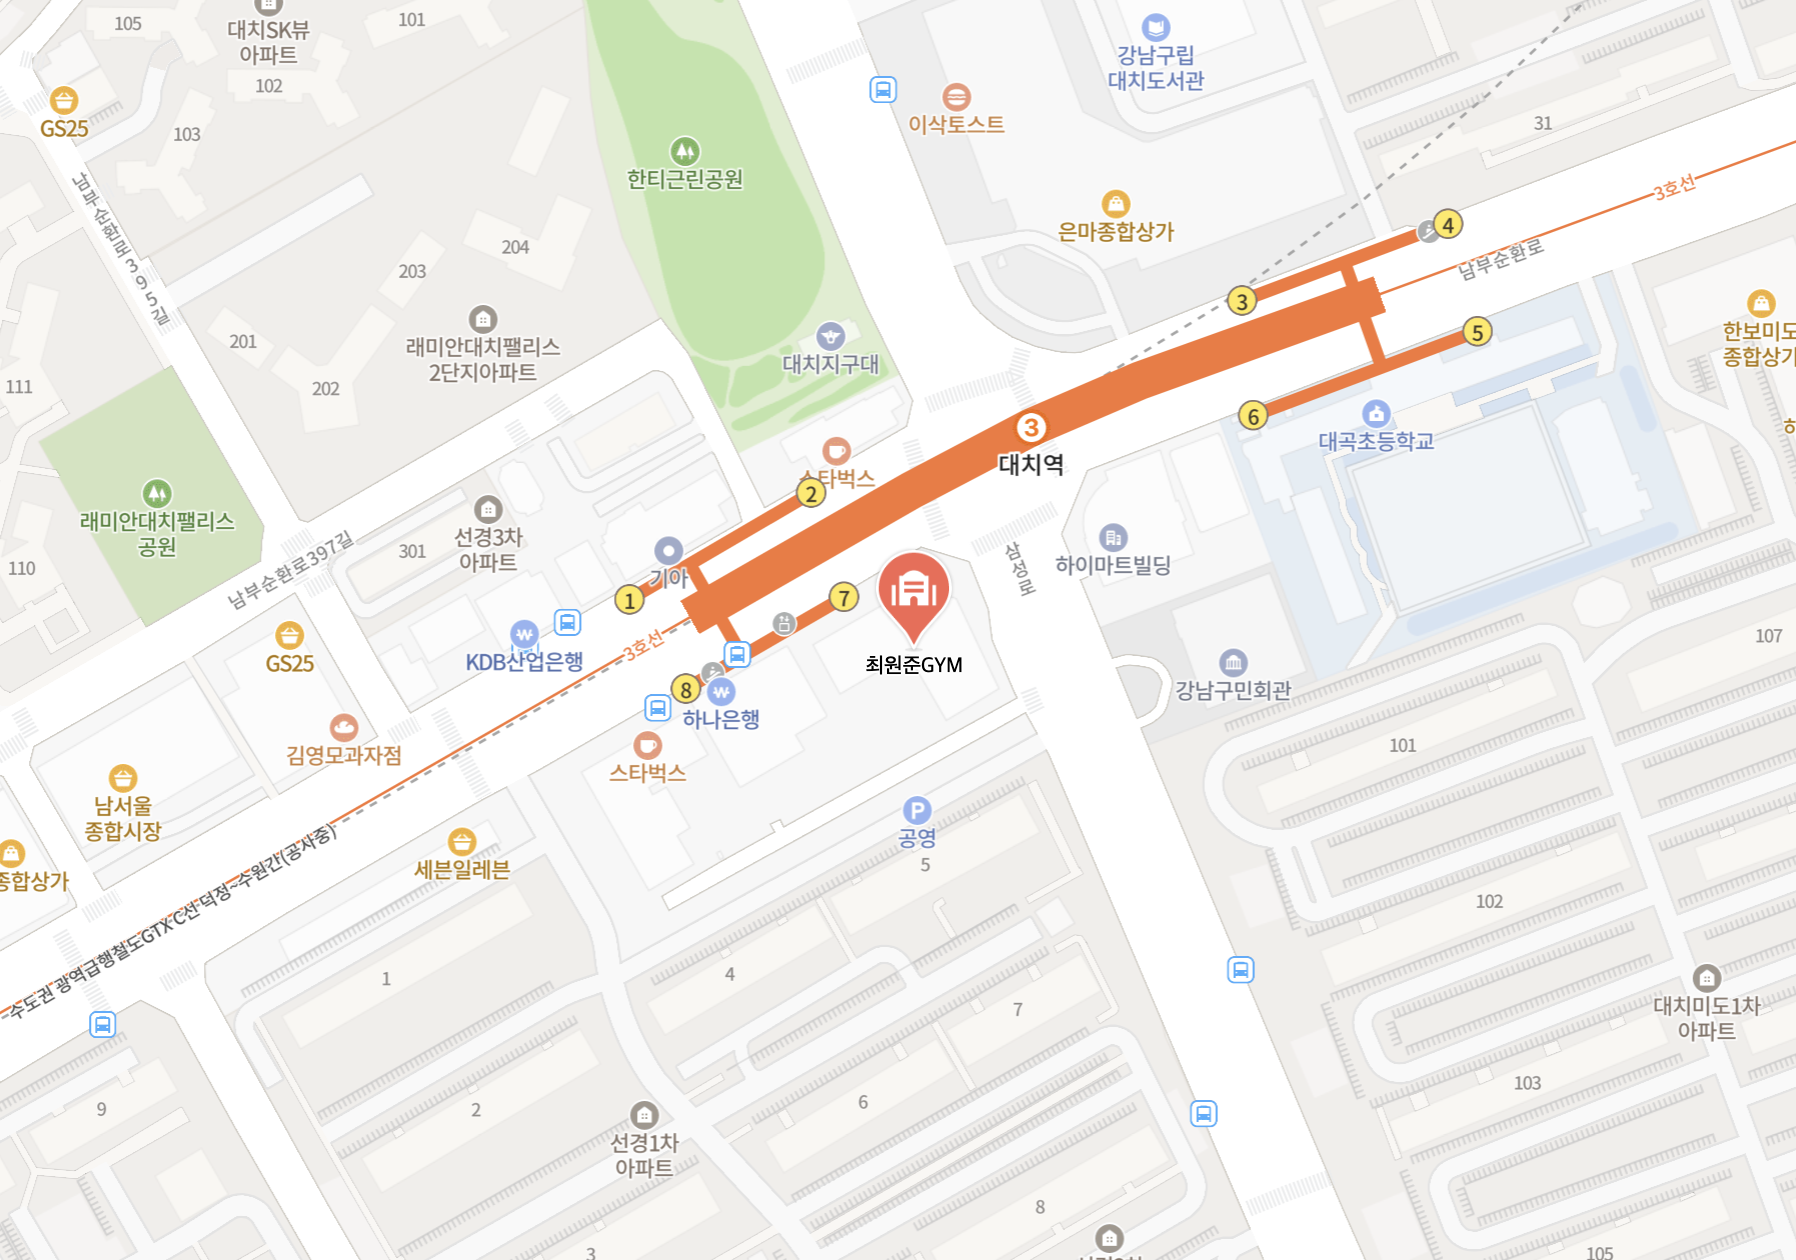 105
대치SK뷰
아파트
101
102
103
GS25
강남구립
대치도서관
이삭토스트
31
한티근린공원
은마종합상가
3호선
4
남부순환로
3
5
남부순환로395길
204
203
201
202
래미안대치팰리스
2단지아파트
대치지구대
111
한보미도
종합상가
6
대곡초등학교
3
대치역
스타벅스
2
래미안대치팰리스
공원
110
선경3차
아파트
301
기아
1
7
하이마트빌딩
삼성로
남부순환로397길
GS25
KDB산업은행
3호선
최원준GYM
8
하나은행
강남구민회관
107
김영모과자점
스타벅스
101
남서울
종합시장
P
공영
세븐일레븐
종합상가
5
102
수도권 광역급행철도GTX-C선 덕정~수원간(공사중)
1
4
7
대치미도1차
아파트
9
2
6
103
선경1차
아파트
8
3
105